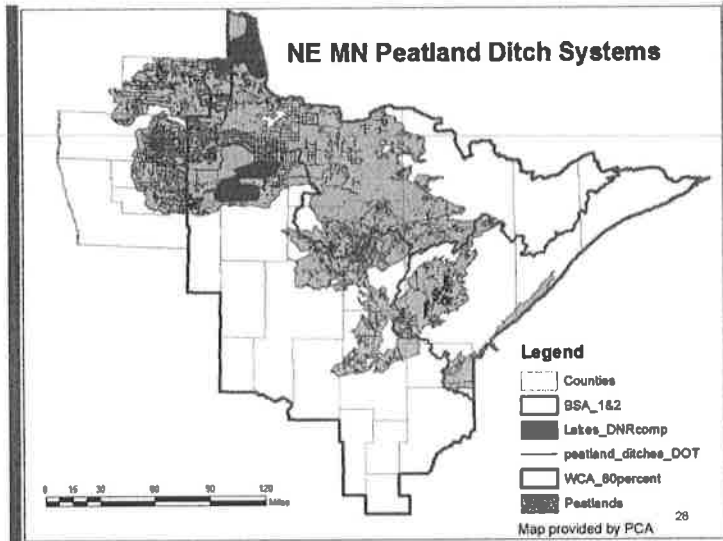 NE MN Peatland Ditch Systems
Legend
Counties
BSA_1&2
Lakes_DNRcomp
peatland_ditches_DOT
WCA_80percent
Peatlands
0 15 30 60 90 120
Miles
28
Map provided by PCA